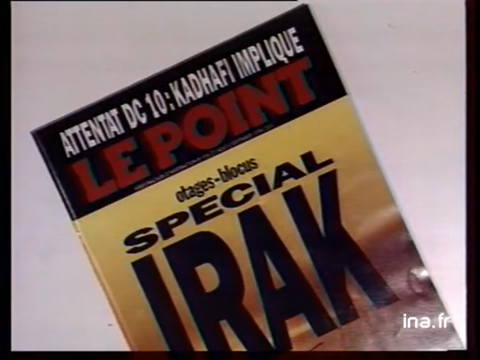 ATTENTAT DC 10 : KADHAFI IMPLIQUE
LE POINT
otages-blocus
SPECIAL
IRAK
ina.fr